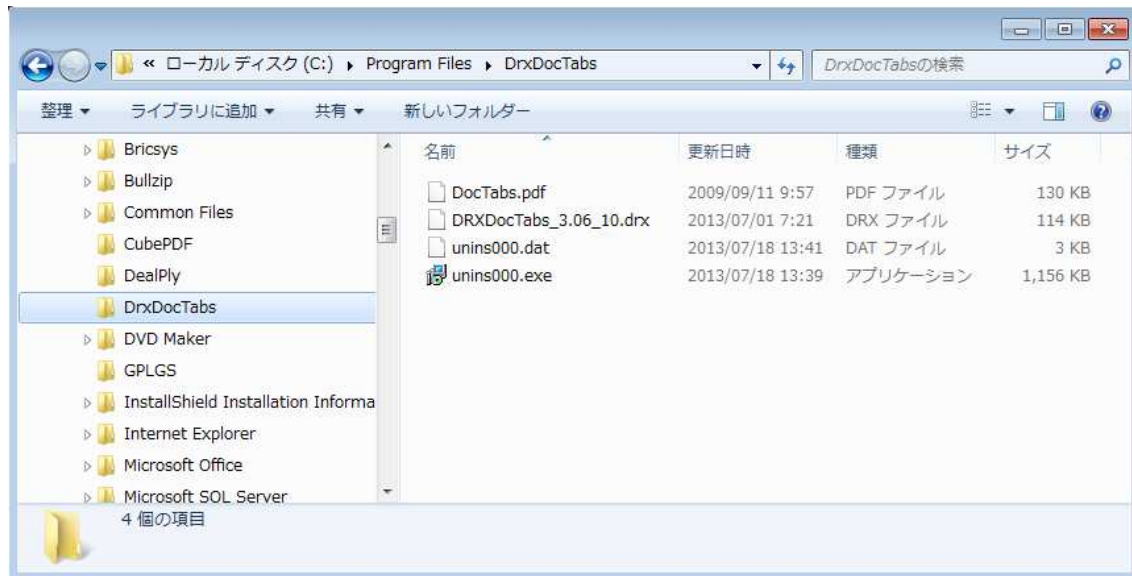 « ローカル ディスク (C:) ▸ Program Files ▸ DrxDocTabs
DrxDocTabsの検索
整理 ライブラリに追加 共有 新しいフォルダー
名前 更新日時 種類 サイズ
Bricsys
Bullzip
Common Files
CubePDF
DealPly
DrxDocTabs
DVD Maker
GPLGS
InstallShield Installation Informa
Internet Explorer
Microsoft Office
Microsoft SQL Server
DocTabs.pdf 2009/09/11 9:57 PDF ファイル 130 KB
DRXDocTabs_3.06_10.drx 2013/07/01 7:21 DRX ファイル 114 KB
unins000.dat 2013/07/18 13:41 DAT ファイル 3 KB
unins000.exe 2013/07/18 13:39 アプリケーション 1,156 KB
4 個の項目